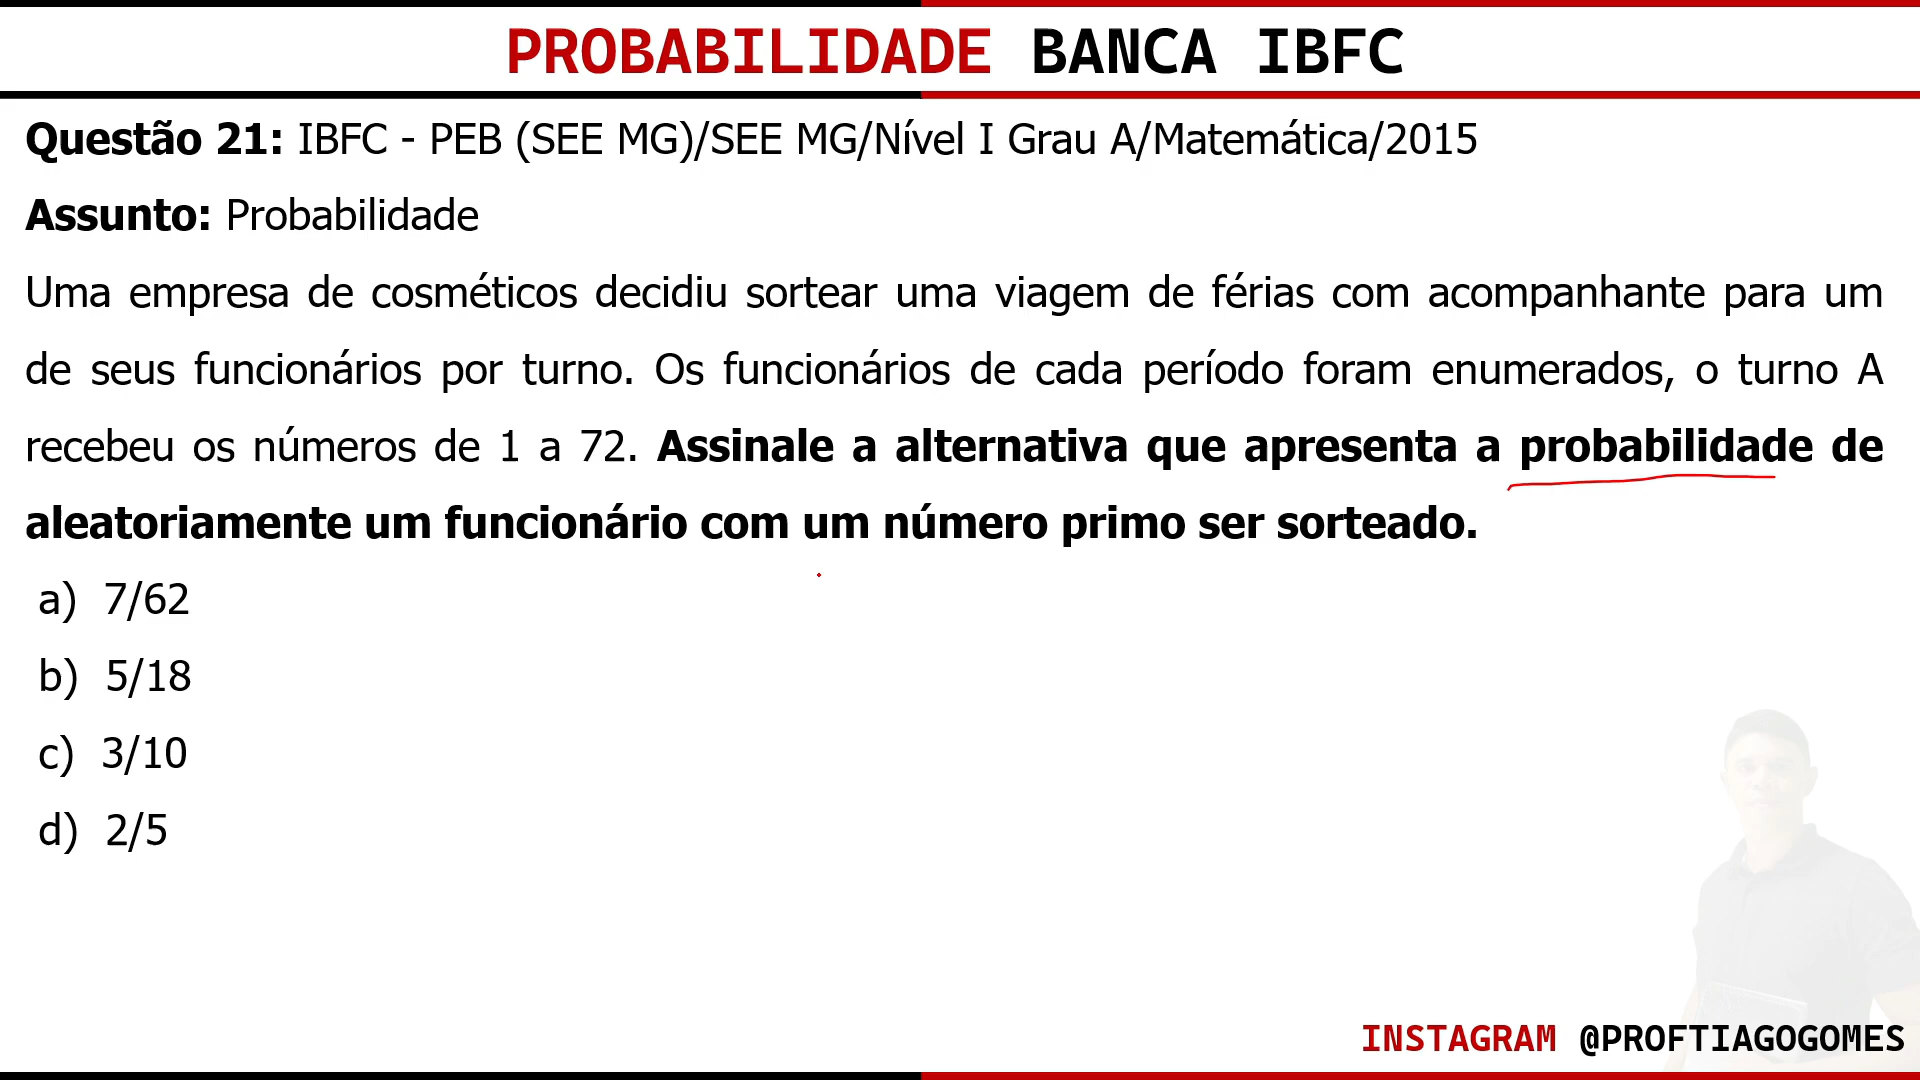 PROBABILIDADE BANCA IBFC
Questão 21: IBFC - PEB (SEE MG)/SEE MG/Nível I Grau A/Matemática/2015
Assunto: Probabilidade
Uma empresa de cosméticos decidiu sortear uma viagem de férias com acompanhante para um
de seus funcionários por turno. Os funcionários de cada período foram enumerados, o turno A
recebeu os números de 1 a 72. Assinale a alternativa que apresenta a probabilidade de
aleatoriamente um funcionário com um número primo ser sorteado.
a) 7/62
b) 5/18
c) 3/10
d) 2/5
INSTAGRAM @PROFTIAGOGOMES